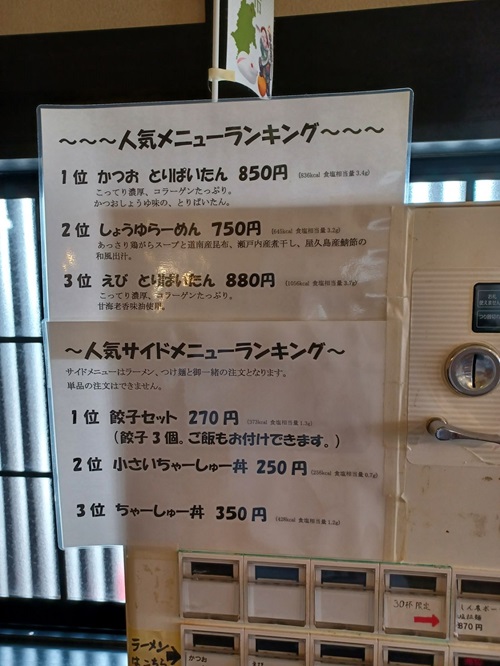 ～～～人気メニューランキング～～～
1位 かつお とりぱいたん 850円
こってり濃厚、コラーゲンたっぷり。
かつおしょうゆ味の、とりぱいたん。
2位 しょうゆらーめん 750円
あっさり鶏がらスープと道南産昆布、瀬戸内産煮干し、屋久島産鯖節の
和風出汁。
3位 えび とりぱいたん 880円
こってり濃厚、コラーゲンたっぷり。
甘海老香味油使用。
～人気サイドメニューランキング～
サイドメニューはラーメン、つけ麺と御一緒の注文となります。
単品の注文はできません。
1位 餃子セット 270円
(餃子3個。ご飯もお付けできます。)
2位 小さいちゃーしゅー丼 250円
3位 ちゃーしゅー丼 350円
30杯限定
870円
ラーメン
かつお